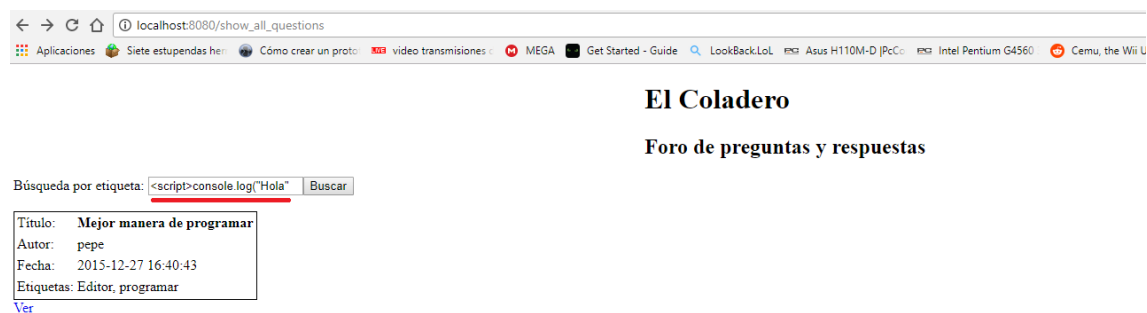 localhost:8080/show_all_questions
Aplicaciones Siete estupendas her Cómo crear un proto LIVE video transmisiones MEGA Get Started - Guide LookBack.LoL Asus H110M-D |PcCo Intel Pentium G4560 Cemu, the Wii U
El Coladero
Foro de preguntas y respuestas
Búsqueda por etiqueta: <script>console.log("Hola" Buscar
Título: Mejor manera de programar
Autor: pepe
Fecha: 2015-12-27 16:40:43
Etiquetas: Editor, programar
Ver